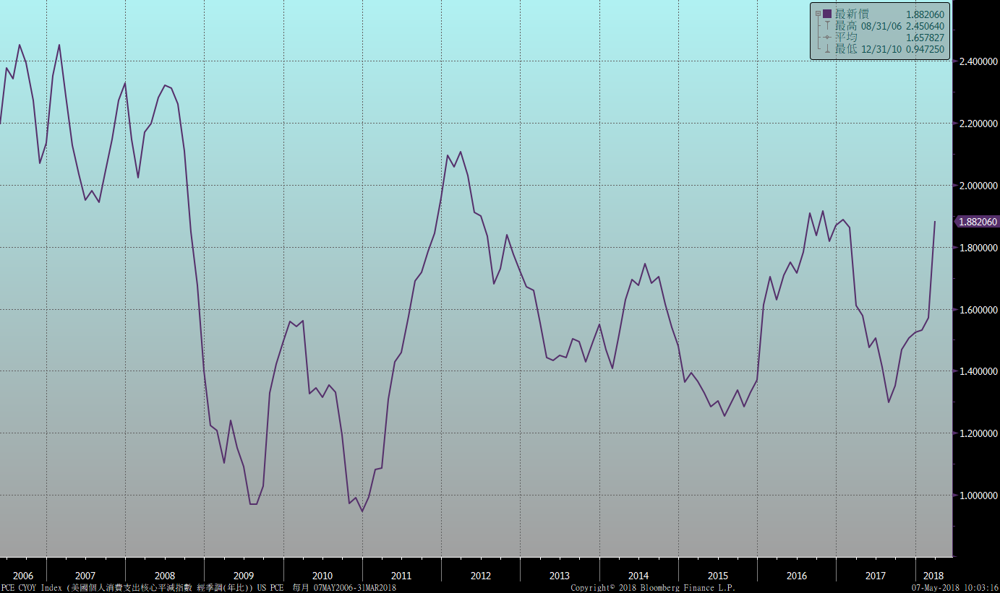 最新價 1.882060
最高 08/31/06 2.450640
平均 1.657827
最低 12/31/10 0.947250
2.400000
2.200000
2.000000
1.882060
1.800000
1.600000
1.400000
1.200000
1.000000
2006 2007 2008 2009 2010 2011 2012 2013 2014 2015 2016 2017 2018
PCE CYOY Index (美國個人消費支出核心平減指數 經季調(年比)) US PCE 每月 07MAY2006-31MAR2018 Copyright© 2018 Bloomberg Finance L.P. 07-May-2018 10:03:16